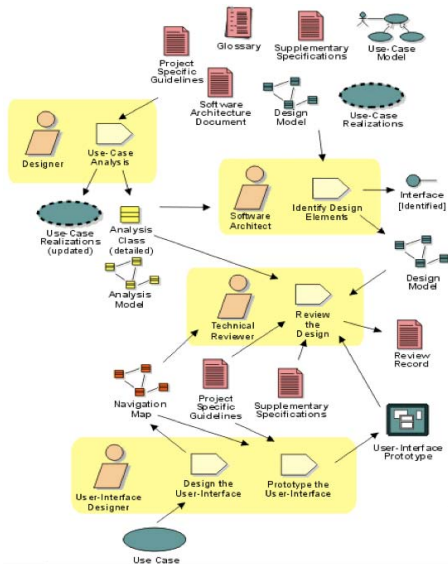 Glossary
Supplementary
Specifications
Use-Case
Model
Project
Specific
Guidelines
Software
Architecture
Document
Design
Model
Use-Case
Realizations
Designer
Use-Case
Analysis
Software
Architect
Identify Design
Elements
Interface
[Identified]
Use-Case
Realizations
(updated)
Analysis
Class
(detailed)
Analysis
Model
Design
Model
Technical
Reviewer
Review
the
Design
Review
Record
Navigation
Map
Project
Specific
Guidelines
Supplementary
Specifications
User-Interface
Prototype
User-Interface
Designer
Design the
User-Interface
Prototype the
User-Interface
Use Case